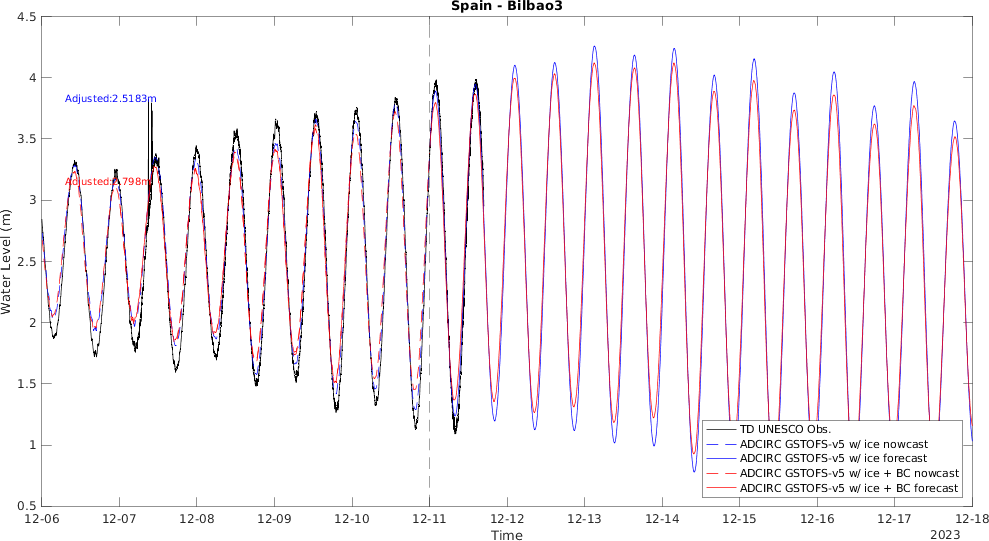 Spain - Bilbao3
4.5
4
3.5
3
2.5
2
1.5
1
0.5
Water Level (m)
Adjusted:2.5183m
TD UNESCO Obs.
ADCIRC GSTOFS-v5 w/ ice nowcast
ADCIRC GSTOFS-v5 w/ ice forecast
ADCIRC GSTOFS-v5 w/ ice + BC nowcast
ADCIRC GSTOFS-v5 w/ ice + BC forecast
12-06 12-07 12-08 12-09 12-10 12-11 12-12 12-13 12-14 12-15 12-16 12-17 12-18
Time
2023